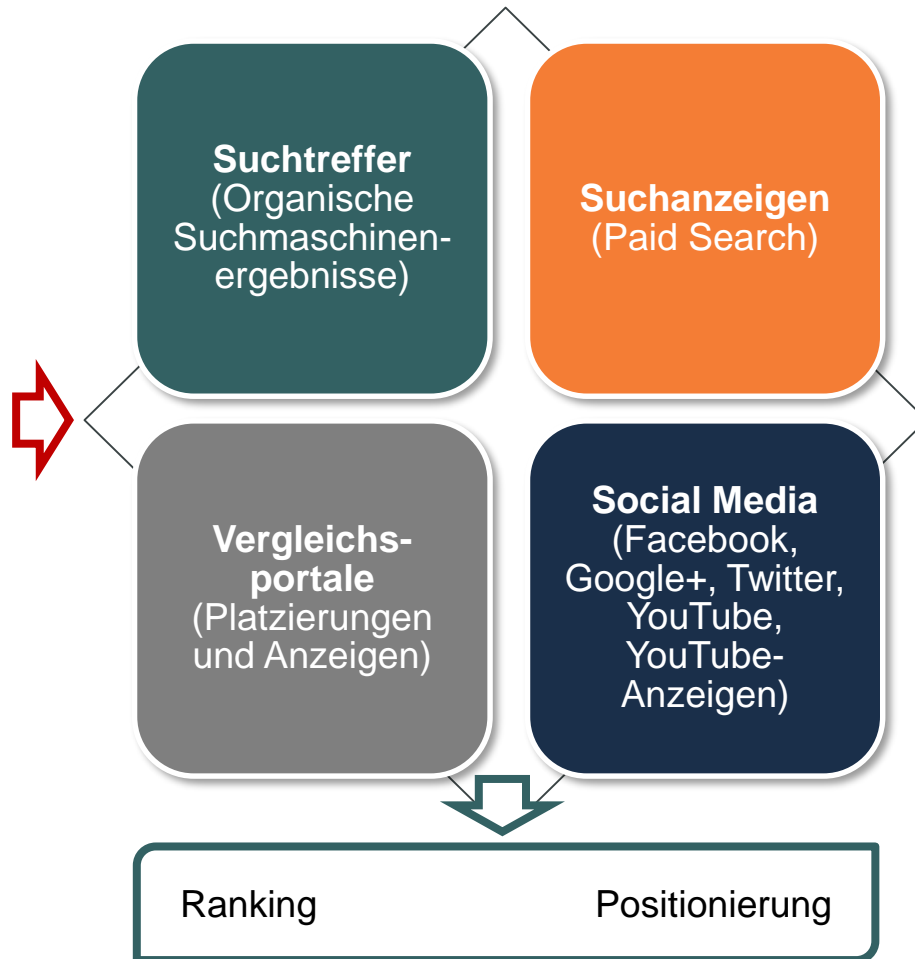 Suchtreffer
(Organische
Suchmaschinen-
ergebnisse)
Suchanzeigen
(Paid Search)
Vergleichs-
portale
(Platzierungen
und Anzeigen)
Social Media
(Facebook,
Google+, Twitter,
YouTube,
YouTube-
Anzeigen)
Ranking
Positionierung